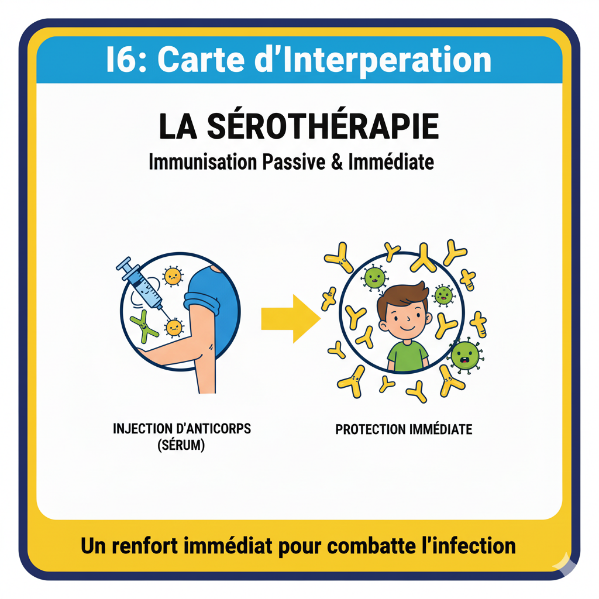 I6: Carte d'Interperation
LA SÉROTHÉRAPIE
Immunisation Passive & Immédiate
INJECTION D'ANTICORPS
(SÉRUM)
PROTECTION IMMÉDIATE
Un renfort immédiat pour combatte l'infection